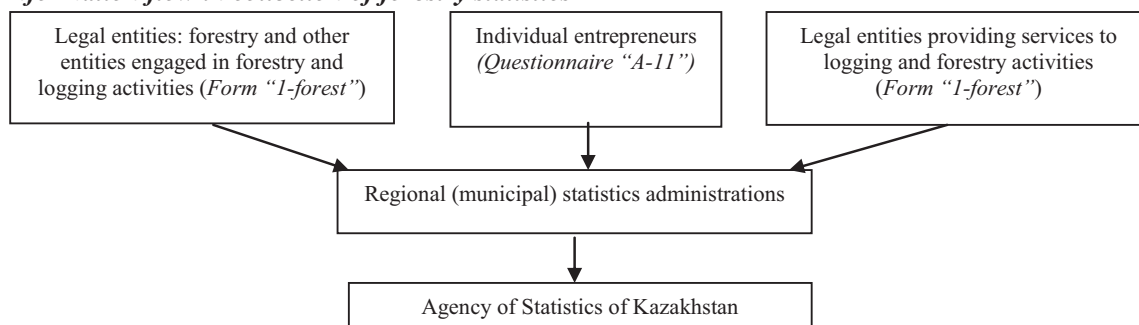 Legal entities: forestry and other
entities engaged in forestry and
logging activities (Form “1-forest”)
Individual entrepreneurs
(Questionnaire “A-11”)
Legal entities providing services to
logging and forestry activities
(Form “1-forest”)
Regional (municipal) statistics administrations
Agency of Statistics of Kazakhstan